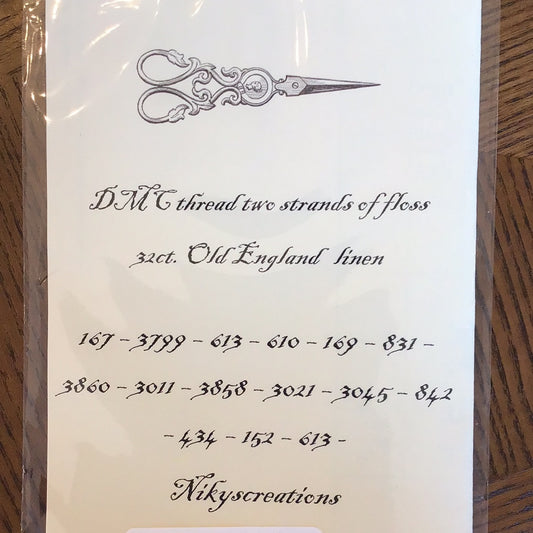 DMC thread two strands of floss
32ct. Old England linen
167 - 3799 - 613 - 610 - 169 - 831 -
3860 - 3011 - 3858 - 3021 - 3045 - 842
- 434 - 152 - 613 -
Nikyscreations